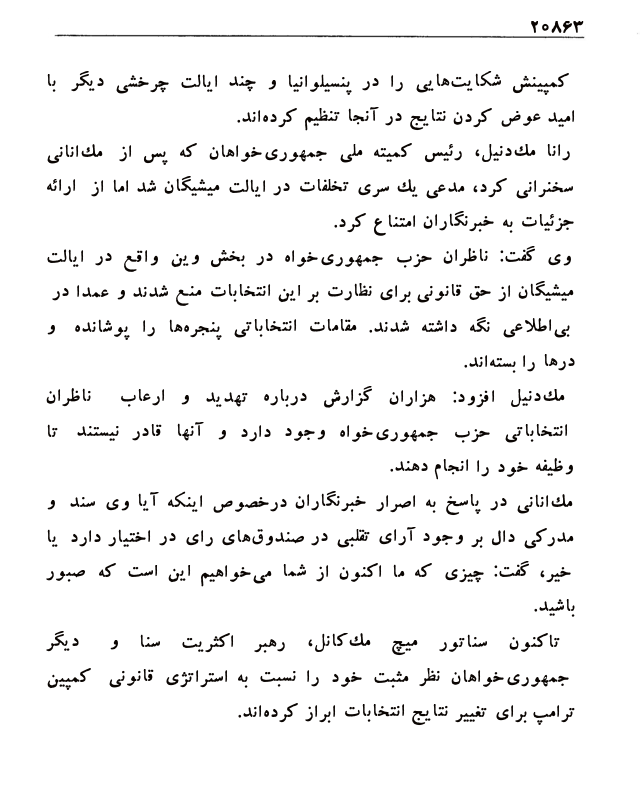 ۲۰۸۶۳
کمپینش شکایت‌هایی را در پنسیلوانیا و چند ایالت چرخشی دیگر با
امید عوض کردن نتایج در آنجا تنظیم کرده‌اند.
رانا مک‌دنیل، رئیس کمیته ملی جمهوری‌خواهان که پس از مک‌انانی
سخنرانی کرد، مدعی یک سری تخلفات در ایالت میشیگان شد اما از ارائه
جزئیات به خبرنگاران امتناع کرد.
وی گفت: ناظران حزب جمهوری‌خواه در بخش وین واقع در ایالت
میشیگان از حق قانونی برای نظارت بر این انتخابات منع شدند و عمدا در
بی‌اطلاعی نگه داشته شدند. مقامات انتخاباتی پنجره‌ها را پوشانده و
درها را بسته‌اند.
مک‌دنیل افزود: هزاران گزارش درباره تهدید و ارعاب ناظران
انتخاباتی حزب جمهوری‌خواه وجود دارد و آنها قادر نیستند تا
وظیفه خود را انجام دهند.
مک‌انانی در پاسخ به اصرار خبرنگاران درخصوص اینکه آیا وی سند و
مدرکی دال بر وجود آرای تقلبی در صندوق‌های رای در اختیار دارد یا
خیر، گفت: چیزی که ما اکنون از شما می‌خواهیم این است که صبور
باشید.
تاکنون سناتور میچ مک‌کانل، رهبر اکثریت سنا و دیگر
جمهوری‌خواهان نظر مثبت خود را نسبت به استراتژی قانونی کمپین
ترامپ برای تغییر نتایج انتخابات ابراز کرده‌اند.